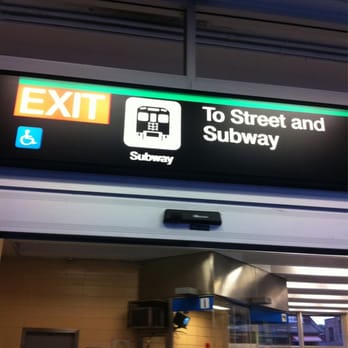 EXIT
Subway
To Street and
Subway